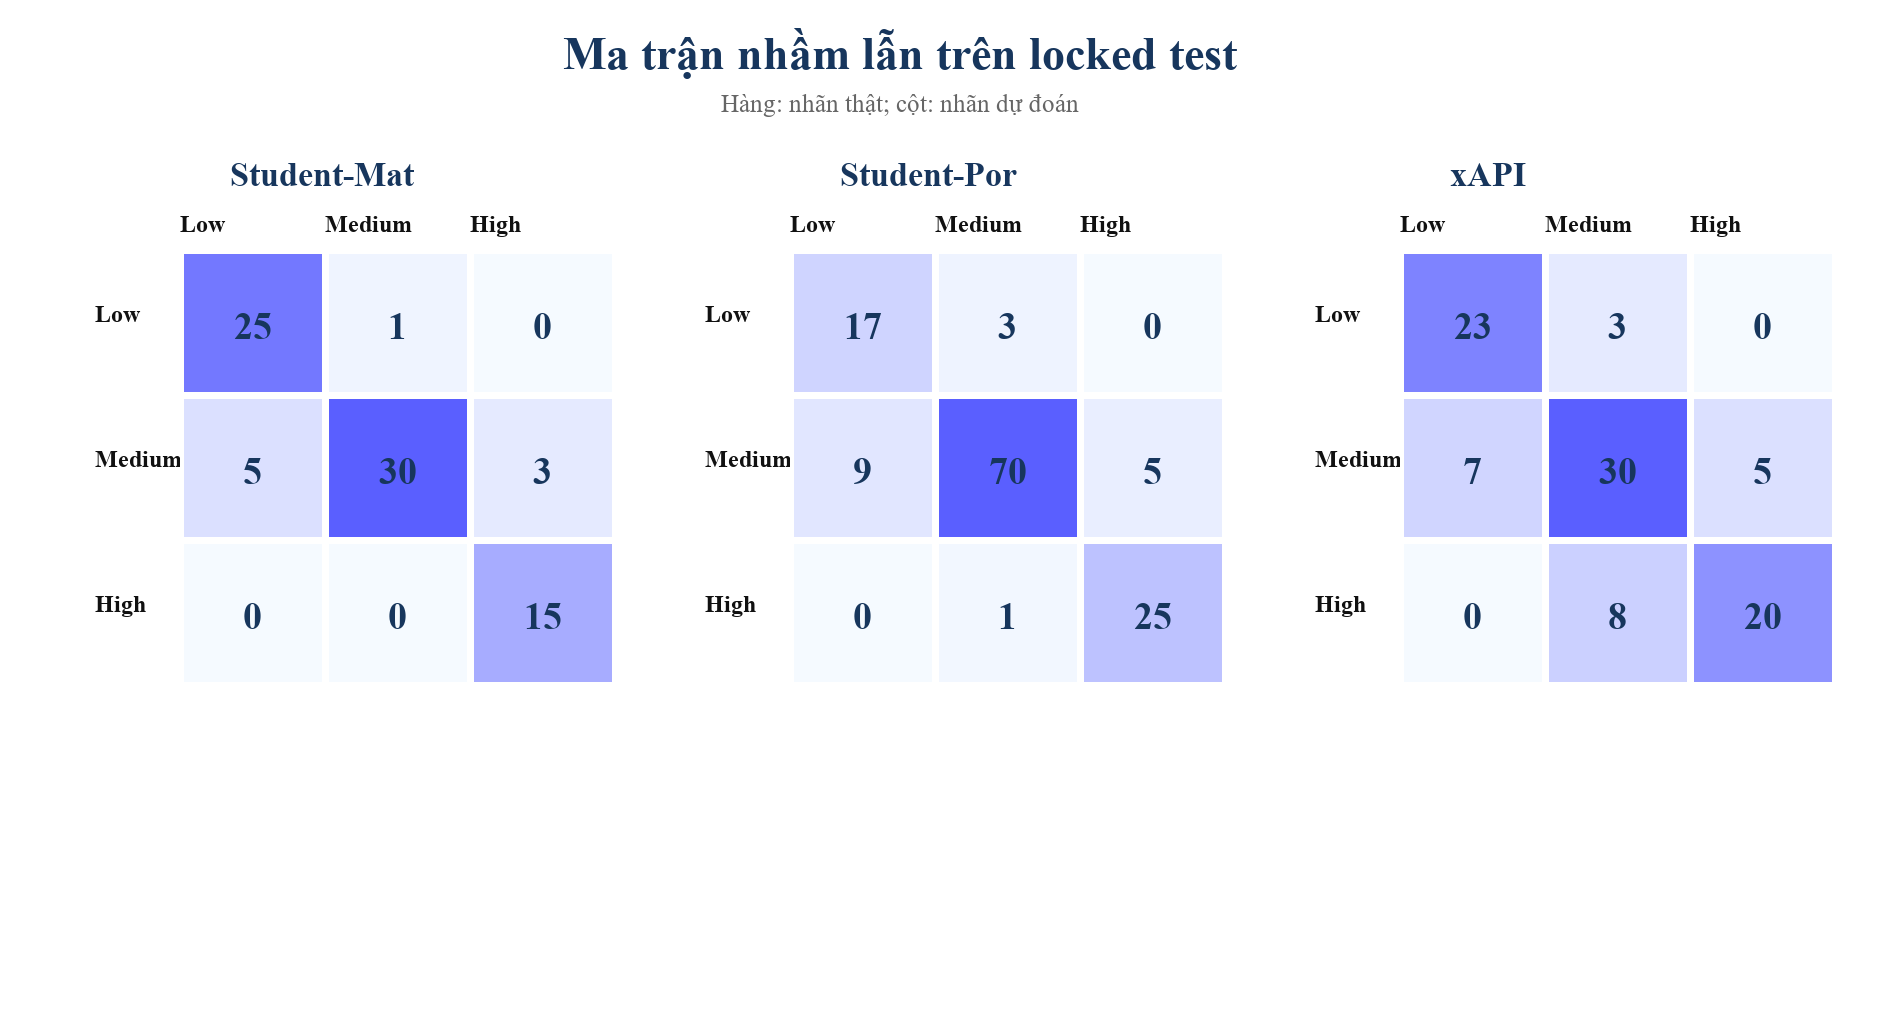 Ma trận nhầm lẫn trên locked test
Hàng: nhãn thật; cột: nhãn dự đoán
Student-Mat
Low Medium High
Low 25 1 0
Medium 5 30 3
High 0 0 15
Student-Por
Low Medium High
Low 17 3 0
Medium 9 70 5
High 0 1 25
xAPI
Low Medium High
Low 23 3 0
Medium 7 30 5
High 0 8 20